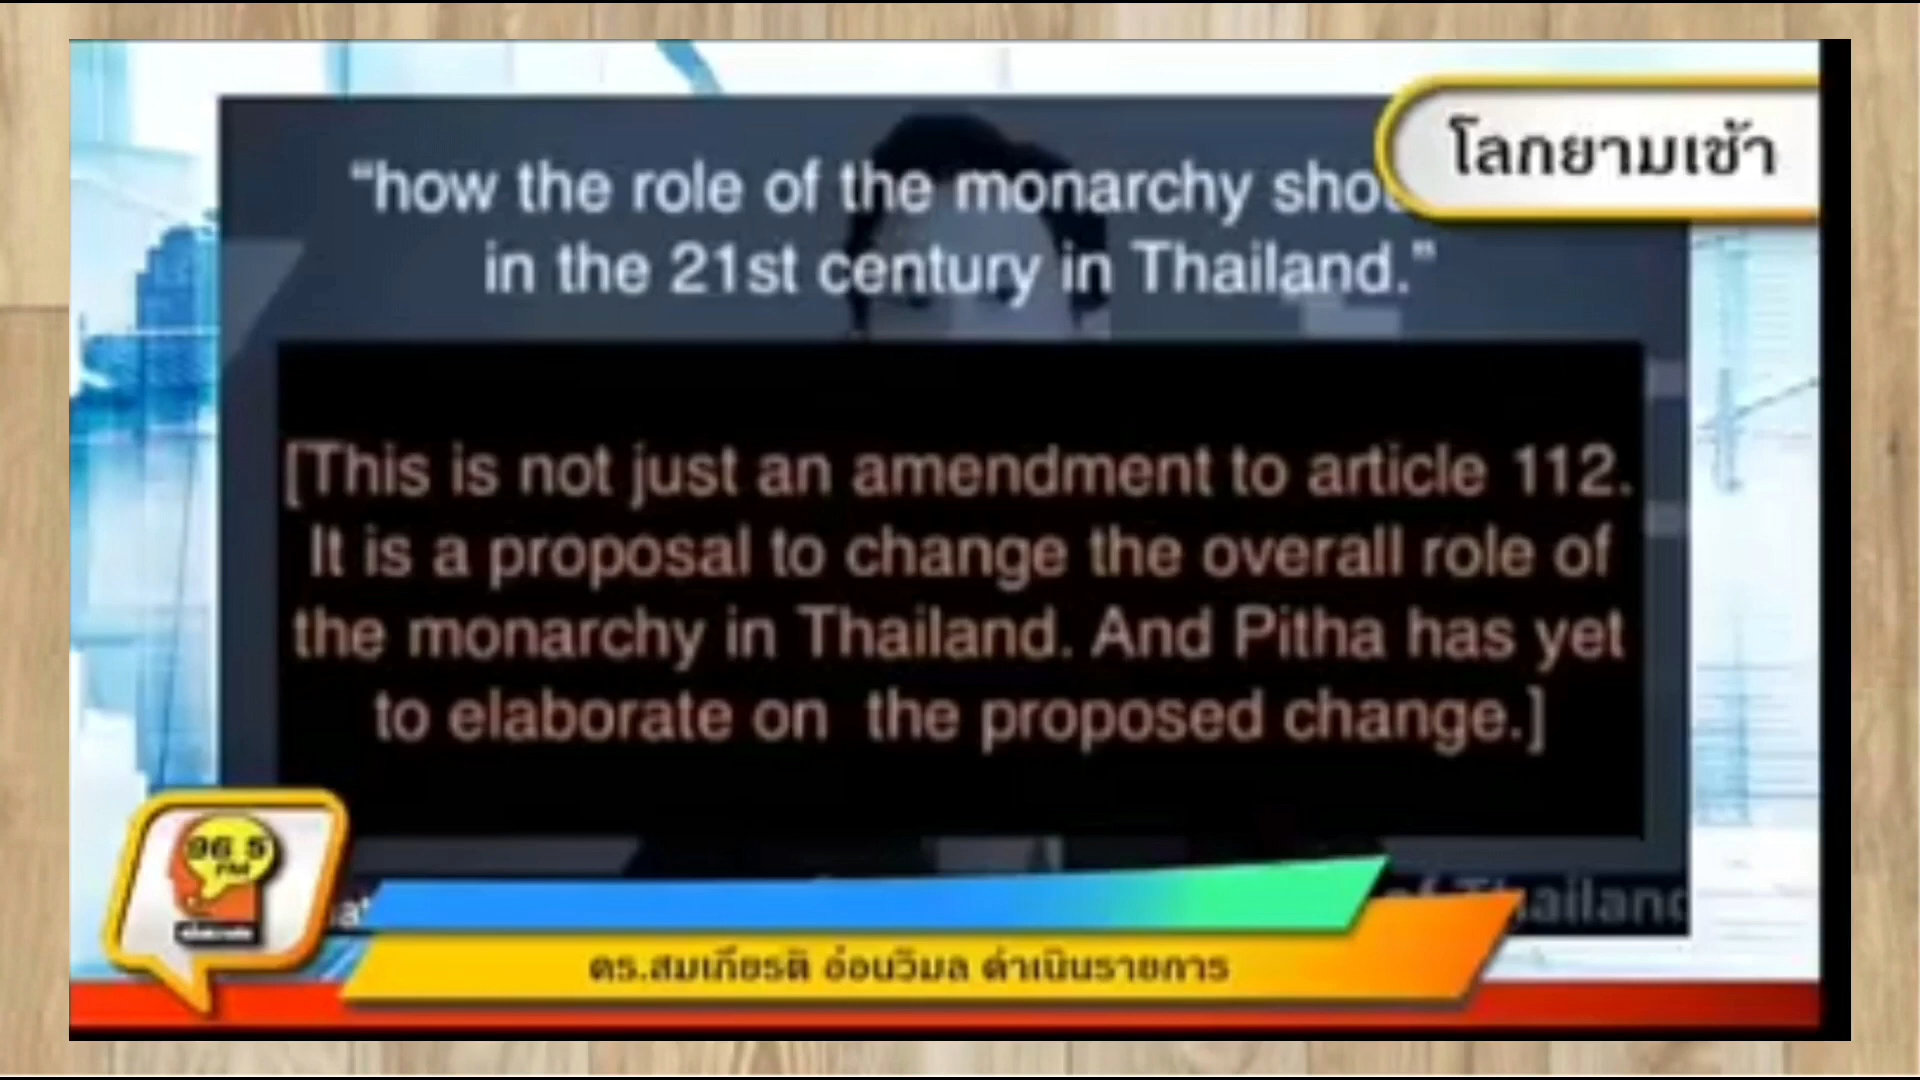 โลกยามเช้า
“how the role of the monarchy
in the 21st century in Thailand.”
[This is not just an amendment to article 112.
It is a proposal to change the overall role of
the monarchy in Thailand. And Pitha has yet
to elaborate on the proposed change.]
96.5
FM
of Thailand
ดร.สมเกียรติ อ่อนวิมล ดำเนินรายการ